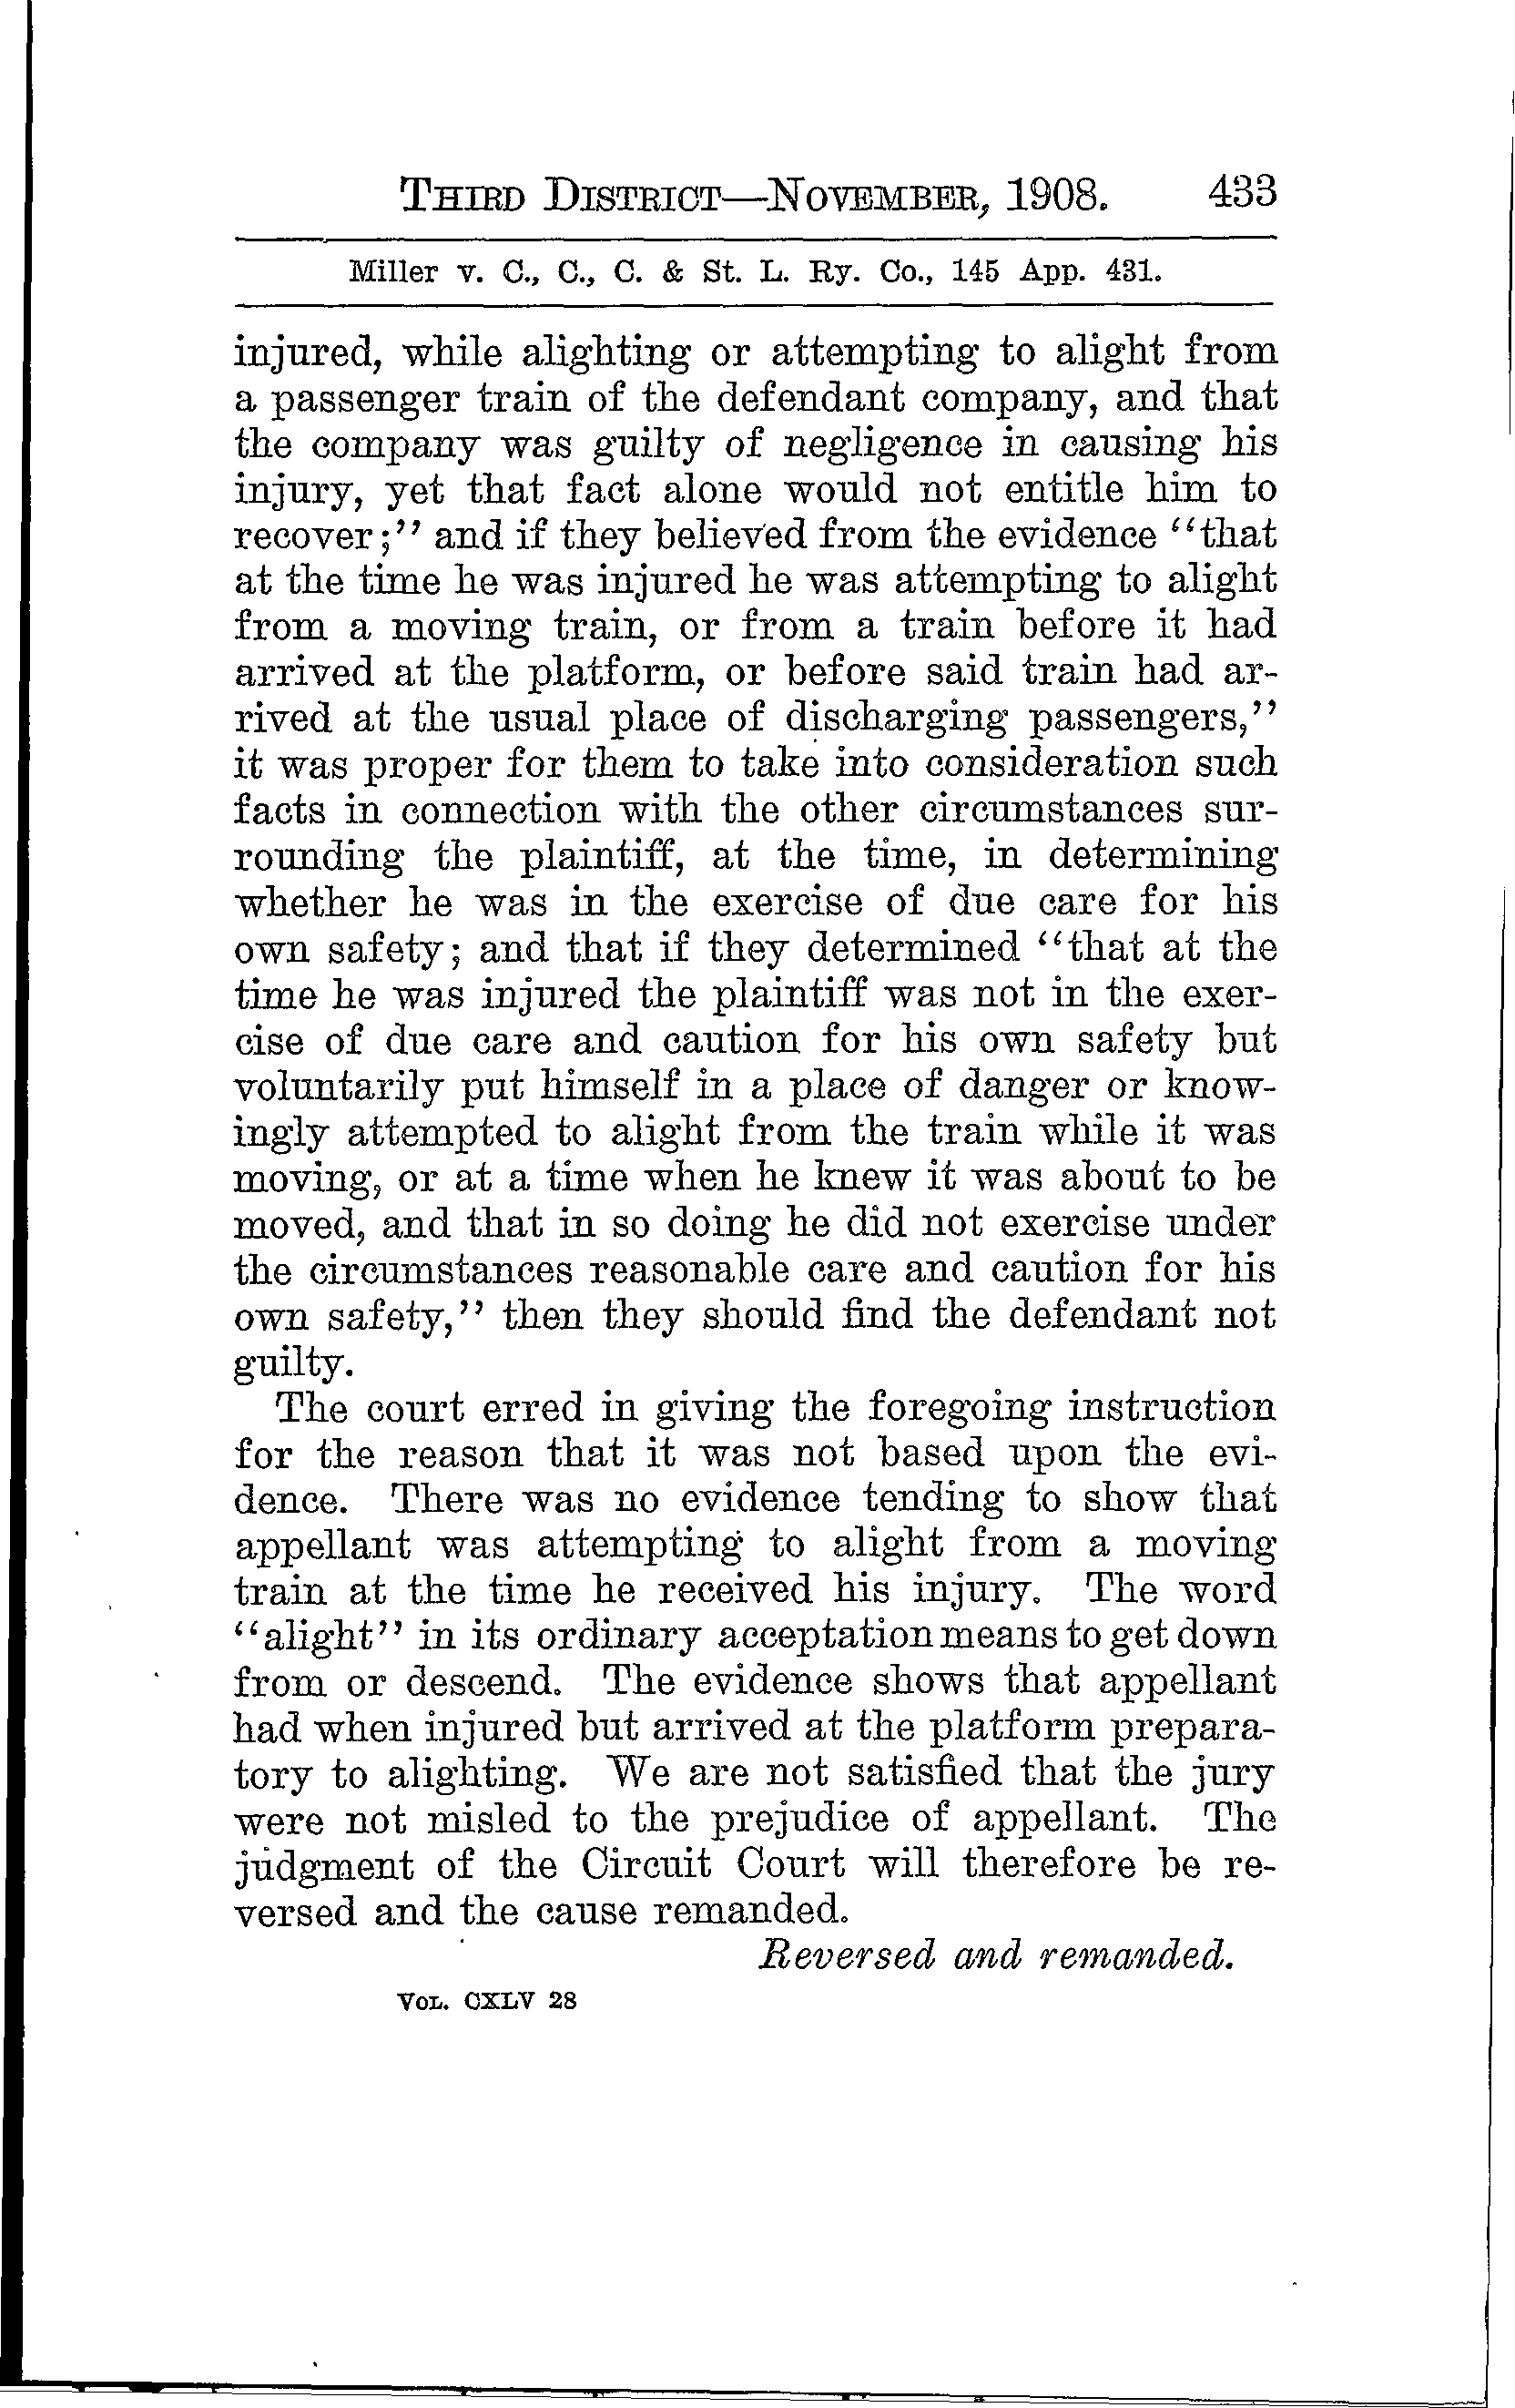 THIRD DISTRICT—NOVEMBER, 1908. 433
Miller v. C., C., C. & St. L. Ry. Co., 145 App. 431.
injured, while alighting or attempting to alight from
a passenger train of the defendant company, and that
the company was guilty of negligence in causing his
injury, yet that fact alone would not entitle him to
recover;" and if they believed from the evidence "that
at the time he was injured he was attempting to alight
from a moving train, or from a train before it had
arrived at the platform, or before said train had ar-
rived at the usual place of discharging passengers,"
it was proper for them to take into consideration such
facts in connection with the other circumstances sur-
rounding the plaintiff, at the time, in determining
whether he was in the exercise of due care for his
own safety; and that if they determined "that at the
time he was injured the plaintiff was not in the exer-
cise of due care and caution for his own safety but
voluntarily put himself in a place of danger or know-
ingly attempted to alight from the train while it was
moving, or at a time when he knew it was about to be
moved, and that in so doing he did not exercise under
the circumstances reasonable care and caution for his
own safety," then they should find the defendant not
guilty.
The court erred in giving the foregoing instruction
for the reason that it was not based upon the evi-
dence. There was no evidence tending to show that
appellant was attempting to alight from a moving
train at the time he received his injury. The word
"alight" in its ordinary acceptation means to get down
from or descend. The evidence shows that appellant
had when injured but arrived at the platform prepara-
tory to alighting. We are not satisfied that the jury
were not misled to the prejudice of appellant. The
judgment of the Circuit Court will therefore be re-
versed and the cause remanded.
Reversed and remanded.
VOL. CXLV 28